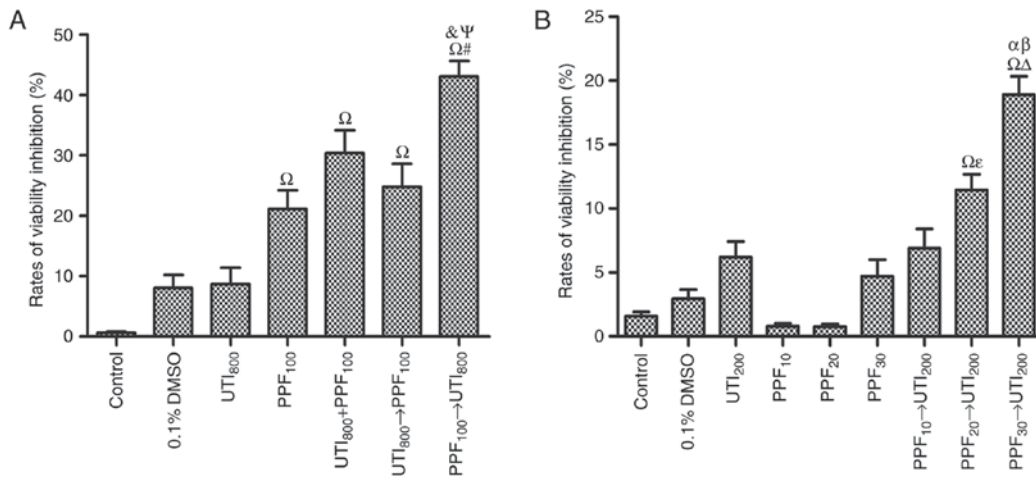 A
Rates of viability inhibition (%)
50
40
30
20
10
0
Ω
Ω
Ω
&Ψ
Ω#
Control
0.1% DMSO
UTI₈₀₀
PPF₁₀₀
UTI₈₀₀+PPF₁₀₀
UTI₈₀₀→PPF₁₀₀
PPF₁₀₀→UTI₈₀₀
B
Rates of viability inhibition (%)
25
20
15
10
5
0
Ωε
αβ
ΩΔ
Control
0.1% DMSO
UTI₂₀₀
PPF₁₀
PPF₂₀
PPF₃₀
PPF₁₀→UTI₂₀₀
PPF₂₀→UTI₂₀₀
PPF₃₀→UTI₂₀₀